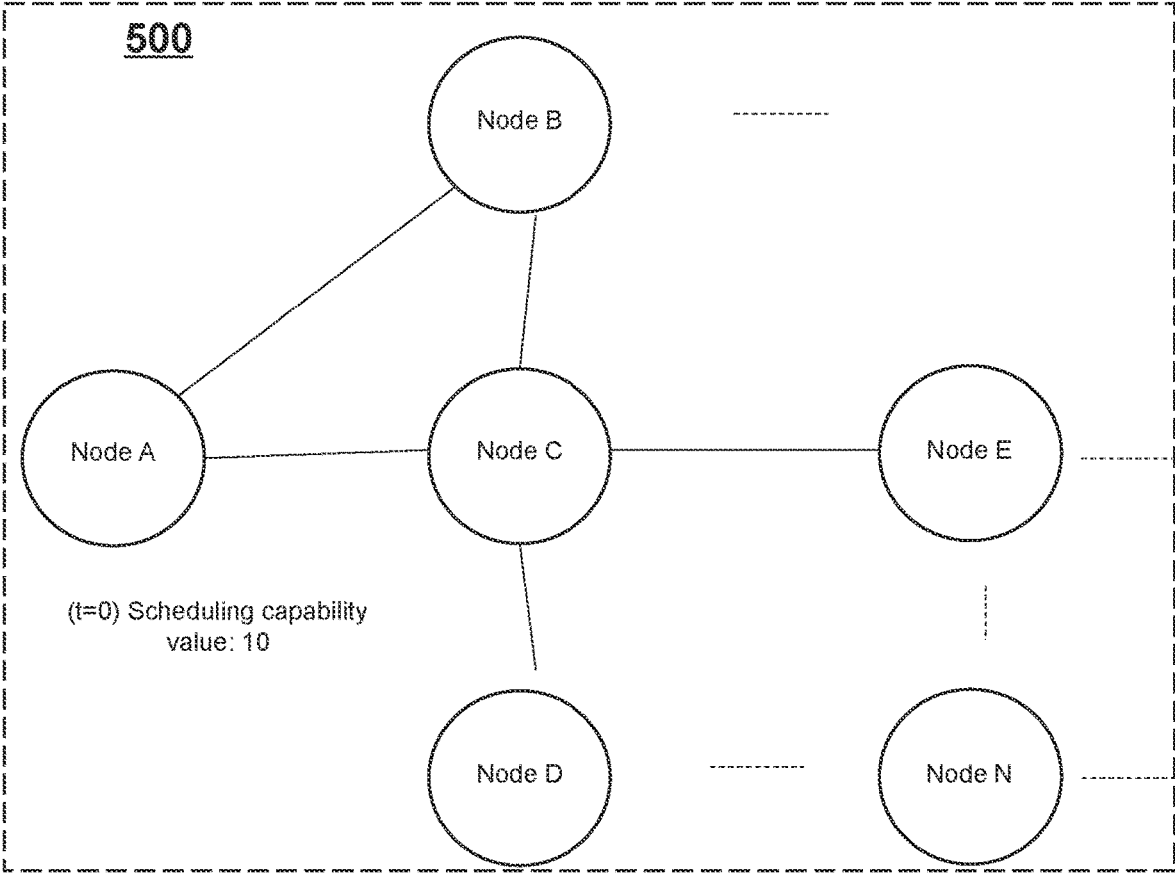 500
Node B
Node A
Node C
Node E
(t=0) Scheduling capability
value: 10
Node D
Node N